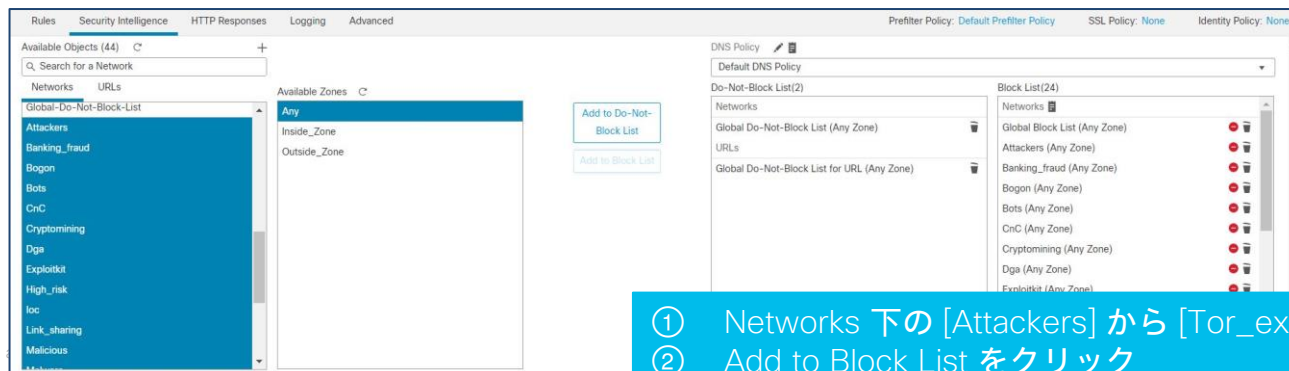 Rules Security Intelligence HTTP Responses Logging Advanced Prefilter Policy: Default Prefilter Policy SSL Policy: None Identity Policy: None
Available Objects (44)
Search for a Network
Networks URLs
Global-Do-Not-Block-List
Attackers
Banking_fraud
Bogon
Bots
CnC
Cryptomining
Dga
Exploitkit
High_risk
Ioc
Link_sharing
Malicious
Available Zones
Any
Inside_Zone
Outside_Zone
Add to Do-Not-
Block List
Add to Block List
DNS Policy
Default DNS Policy
Do-Not-Block List(2)
Networks
Global Do-Not-Block List (Any Zone)
URLs
Global Do-Not-Block List for URL (Any Zone)
Block List(24)
Networks
Global Block List (Any Zone)
Attackers (Any Zone)
Banking_fraud (Any Zone)
Bogon (Any Zone)
Bots (Any Zone)
CnC (Any Zone)
Cryptomining (Any Zone)
Dga (Any Zone)
Exploitkit (Any Zone)
① Networks 下の [Attackers] から [Tor_ex
② Add to Block List をクリック